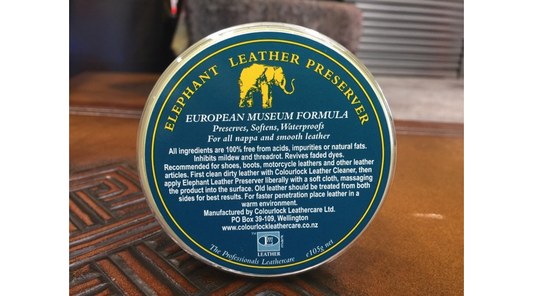 ELEPHANT LEATHER PRESERVER
EUROPEAN MUSEUM FORMULA
Preserves, Softens, Waterproofs
For all nappa and smooth leather
All ingredients are 100% free from acids, impurities or natural fats.
Inhibits mildew and threadrot. Revives faded dyes.
Recommended for shoes, boots, motorcycle leathers and other leather
articles. First clean dirty leather with Colourlock Leather Cleaner, then
apply Elephant Leather Preserver liberally with a soft cloth, massaging
the product into the surface. Old leather should be treated from both
sides for best results. For faster penetration place leather in a
warm environment.
Manufactured by Colourlock Leathercare Ltd.
PO Box 39-109, Wellington
www.colourlockleathercare.co.nz
LEATHER
The Professionals Leathercare
e105g net